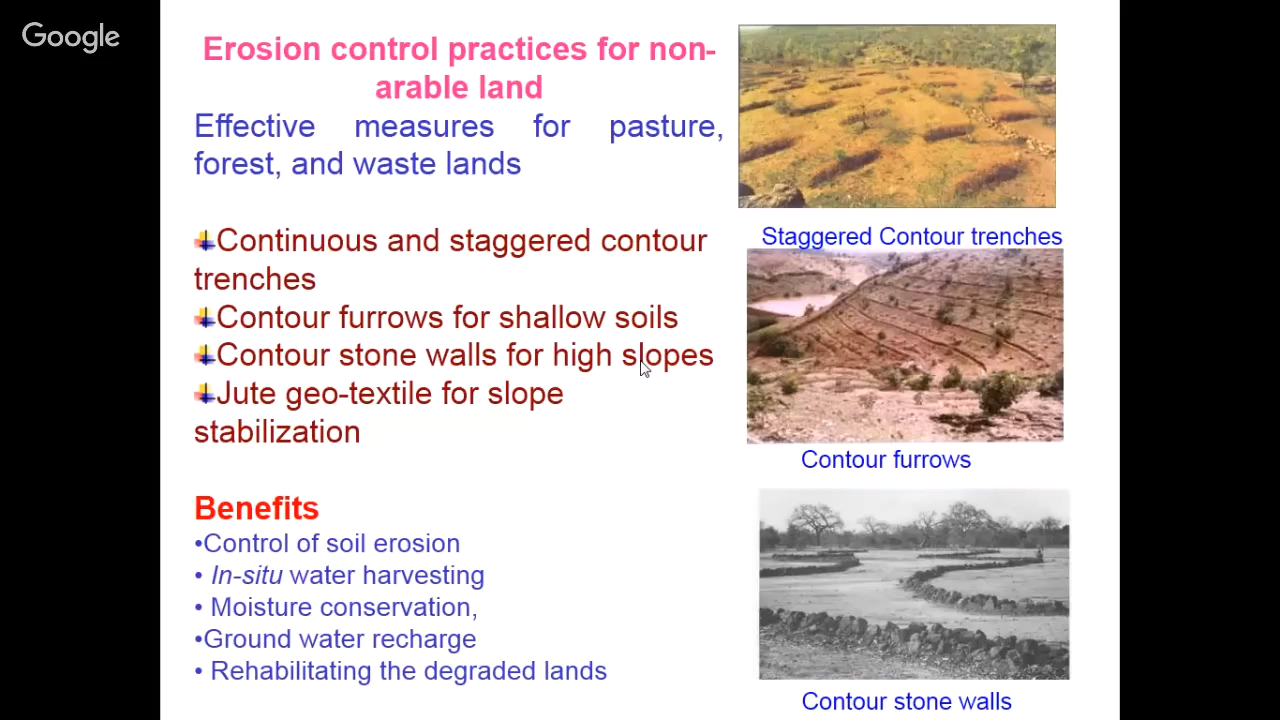 Google
Erosion control practices for non-
arable land
Effective measures for pasture,
forest, and waste lands
Continuous and staggered contour
trenches
Contour furrows for shallow soils
Contour stone walls for high slopes
Jute geo-textile for slope
stabilization
Benefits
•Control of soil erosion
• In-situ water harvesting
• Moisture conservation,
•Ground water recharge
• Rehabilitating the degraded lands
Staggered Contour trenches
Contour furrows
Contour stone walls